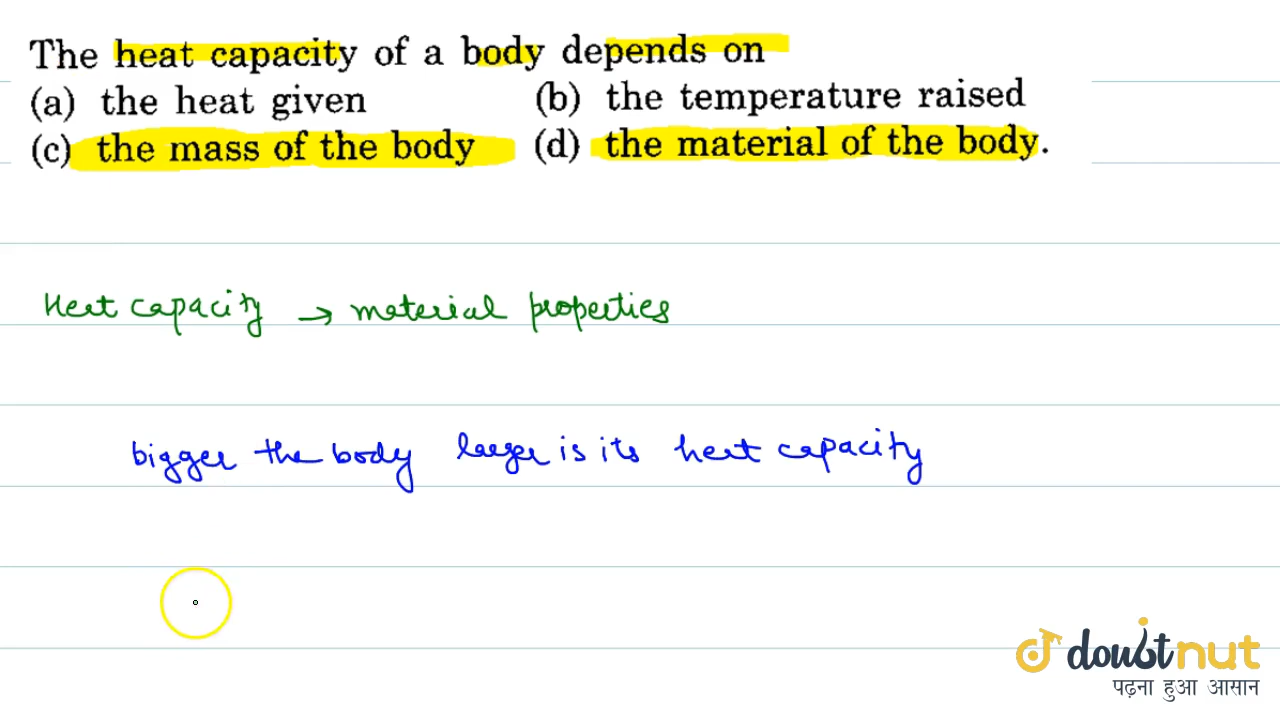 The heat capacity of a body depends on
(a) the heat given (b) the temperature raised
(c) the mass of the body (d) the material of the body.
Heat capacity → material properties
bigger the body larger is its heat capacity
doubtnut
पढ़ना हुआ आसान